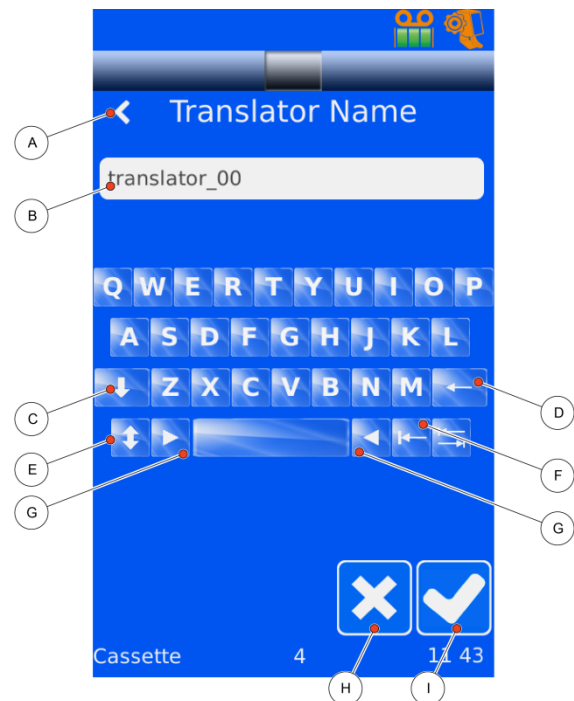 Translator Name
A
translator_00
B
Q W E R T Y U I O P
A S D F G H J K L
Z X C V B N M
C
D
E
F
G
G
Cassette 4 11 43
H
I